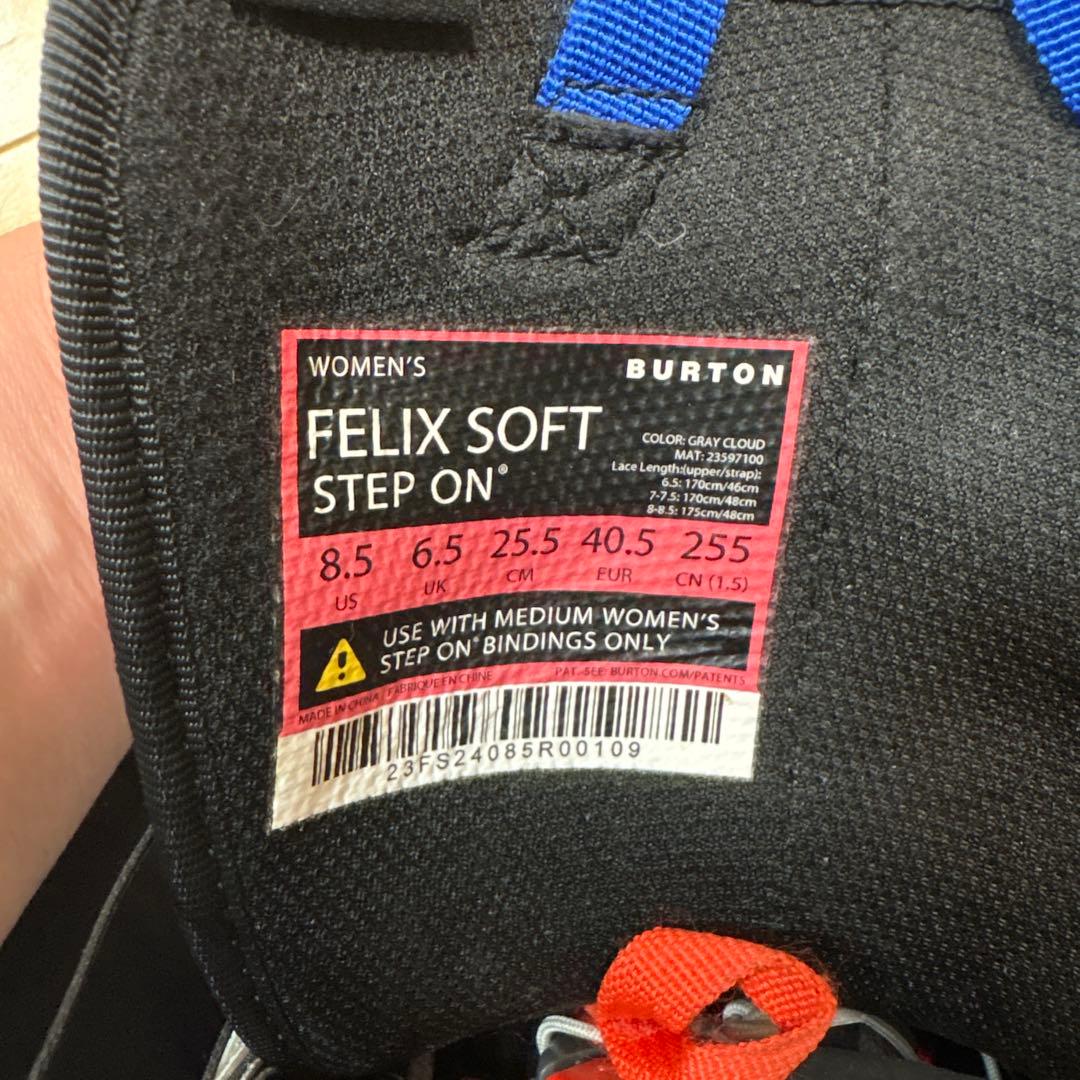 WOMEN'S
BURTON
FELIX SOFT
STEP ON®
COLOR: GRAY CLOUD
MAT: 23597100
Lace Length:(upper/strap):
6.5: 170cm/46cm
7-7.5: 170cm/48cm
8-8.5: 175cm/48cm
8.5 6.5 25.5 40.5 255
US UK CM EUR CN (1.5)
USE WITH MEDIUM WOMEN'S
STEP ON® BINDINGS ONLY
MADE IN CHINA / FABRIQUE EN CHINE
PAT. SEE: BURTON.COM/PATENTS
23FS24085R00109